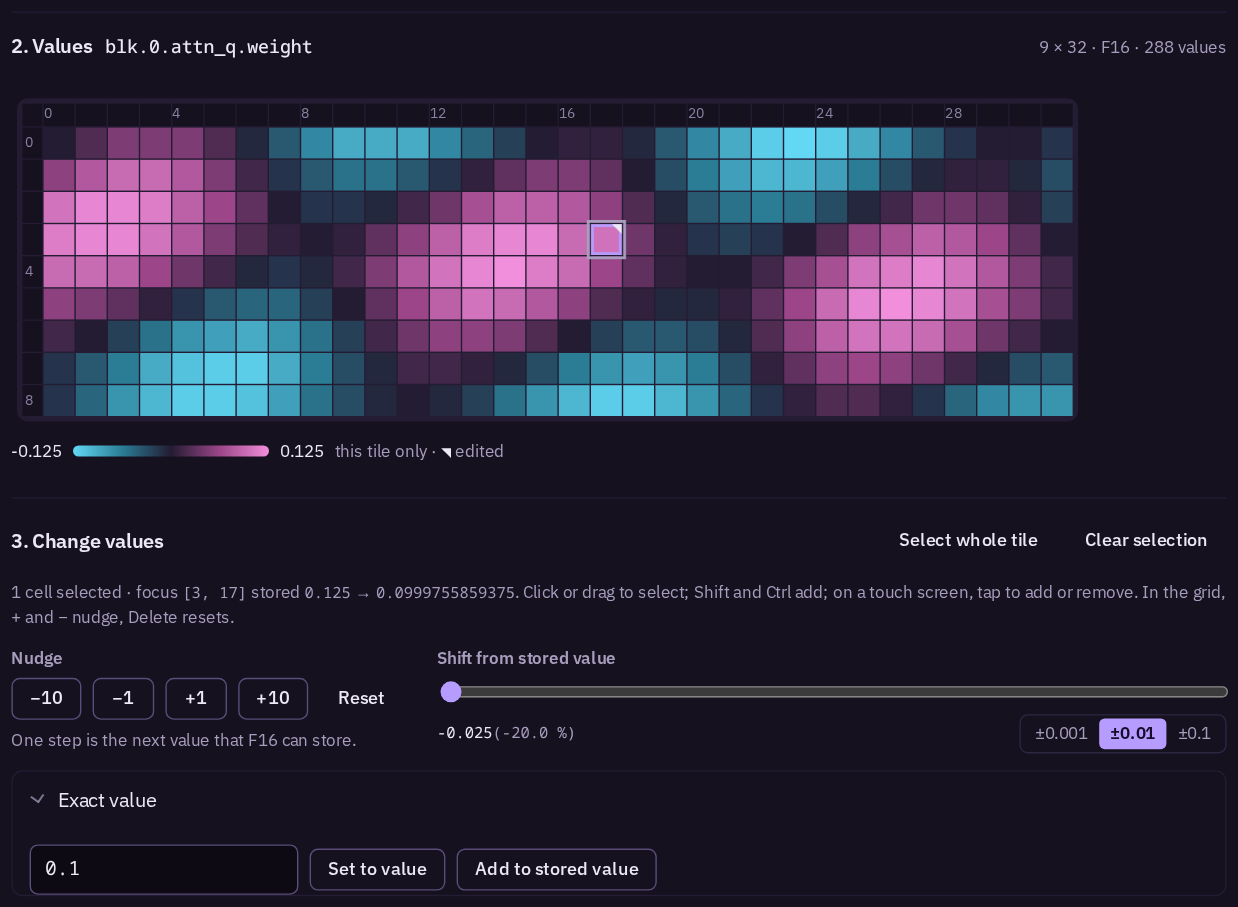 2. Values blk.0.attn_q.weight
9 × 32 · F16 · 288 values
0 4 8 12 16 20 24 28
0
4
8
-0.125 0.125 this tile only · edited
3. Change values
Select whole tile Clear selection
1 cell selected · focus [3, 17] stored 0.125 → 0.0999755859375. Click or drag to select; Shift and Ctrl add; on a touch screen, tap to add or remove. In the grid,
+ and − nudge, Delete resets.
Nudge
−10 −1 +1 +10 Reset
One step is the next value that F16 can store.
Shift from stored value
-0.025(-20.0 %)
±0.001 ±0.01 ±0.1
Exact value
0.1 Set to value Add to stored value